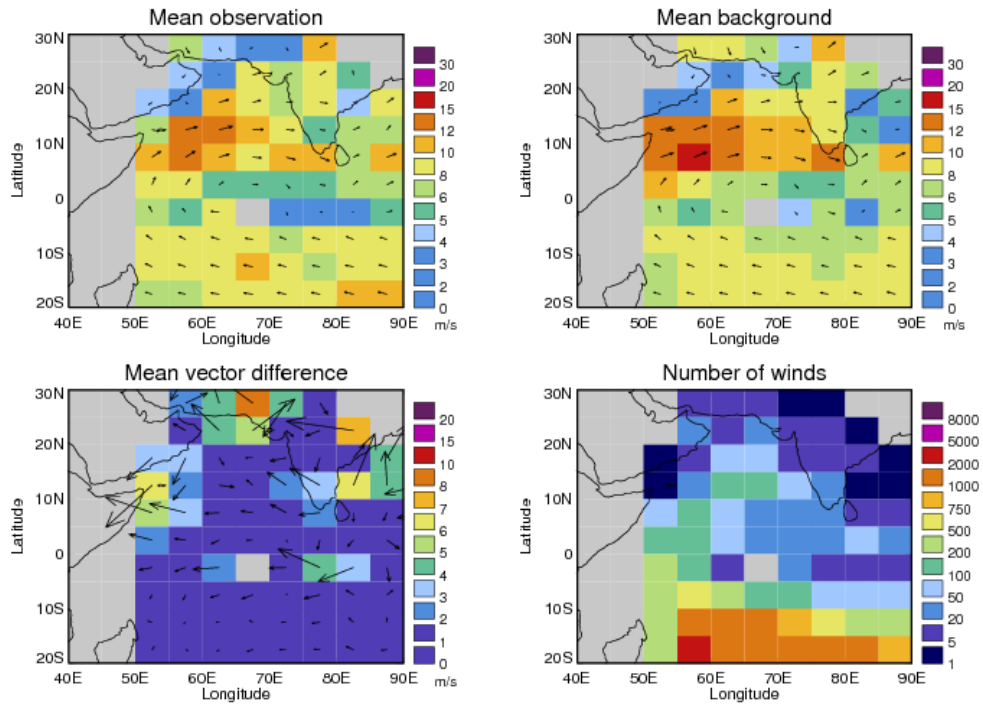 Mean observation
30N
20N
10N
0
10S
20S
Latitude
40E 50E 60E 70E 80E 90E
Longitude
30
20
15
12
10
8
6
5
4
3
2
0
m/s
Mean background
30N
20N
10N
0
10S
20S
Latitude
40E 50E 60E 70E 80E 90E
Longitude
30
20
15
12
10
8
6
5
4
3
2
0
m/s
Mean vector difference
30N
20N
10N
0
10S
20S
Latitude
40E 50E 60E 70E 80E 90E
Longitude
20
15
10
8
7
6
5
4
3
2
1
0
m/s
Number of winds
30N
20N
10N
0
10S
20S
Latitude
40E 50E 60E 70E 80E 90E
Longitude
8000
5000
2000
1000
750
500
200
100
50
20
5
1